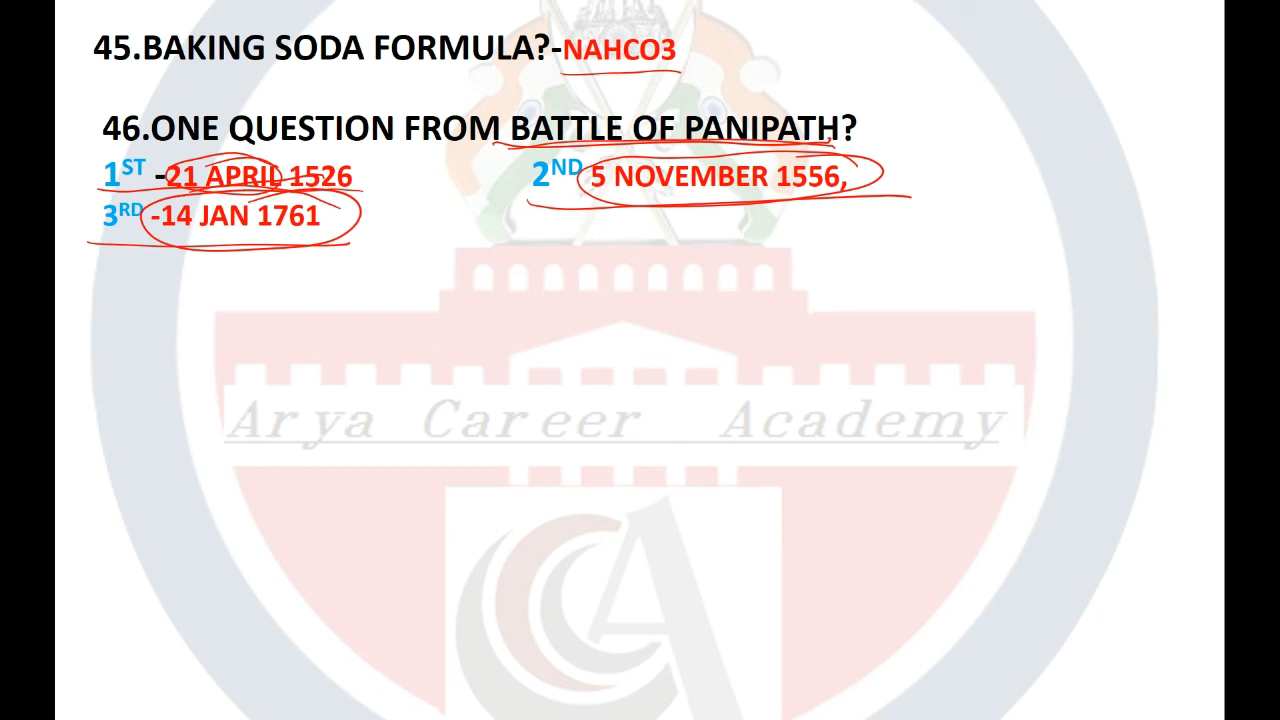 45.BAKING SODA FORMULA?-NAHCO3
46.ONE QUESTION FROM BATTLE OF PANIPATH?
1ST -21 APRIL 1526 2ND 5 NOVEMBER 1556,
3RD -14 JAN 1761
Arya Career Academy
CCA